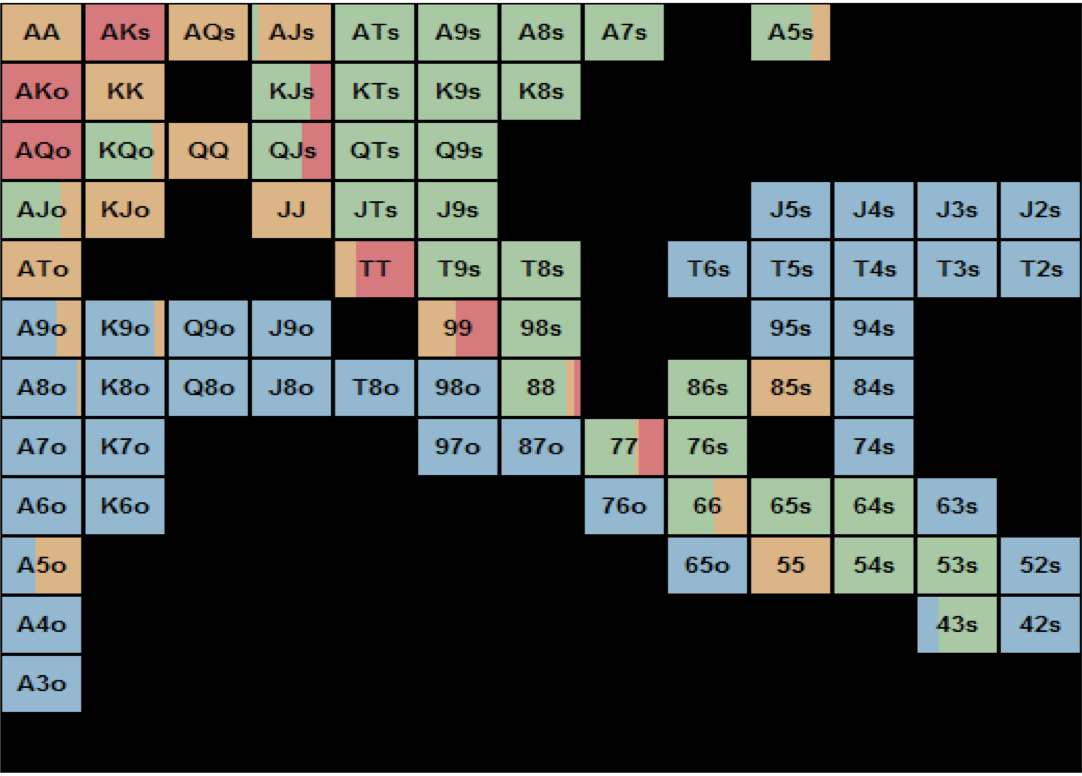 AA AKs AQs AJs ATs A9s A8s A7s A5s
AKo KK KJs KTs K9s K8s
AQo KQo QQ QJs QTs Q9s
AJo KJo JJ JTs J9s J5s J4s J3s J2s
ATo TT T9s T8s T6s T5s T4s T3s T2s
A9o K9o Q9o J9o 99 98s 95s 94s
A8o K8o Q8o J8o T8o 98o 88 86s 85s 84s
A7o K7o 97o 87o 77 76s 74s
A6o K6o 76o 66 65s 64s 63s
A5o 65o 55 54s 53s 52s
A4o 43s 42s
A3o